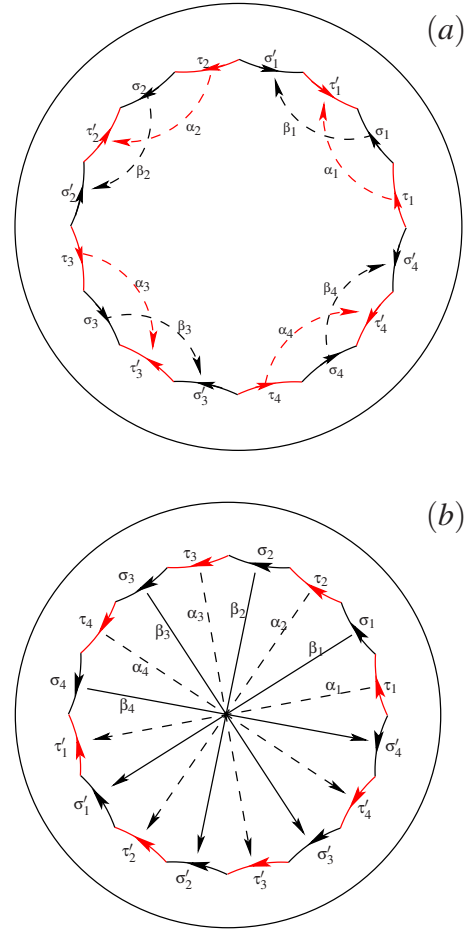 (a)
τ₂ σ′₁
σ₂ τ′₁
τ′₂ α₂ β₁ σ₁
β₂ α₁
σ′₂ τ₁
τ₃ σ′₄
α₃ β₄
σ₃ β₃ α₄ τ′₄
τ′₃ σ₄
σ′₃ τ₄
(b)
τ₃ σ₂
σ₃ τ₂
τ₄ α₃ β₂ α₂ σ₁
β₃ β₁
σ₄ α₄ α₁ τ₁
β₄
τ′₁ σ′₄
σ′₁ τ′₄
τ′₂ σ′₃
σ′₂ τ′₃